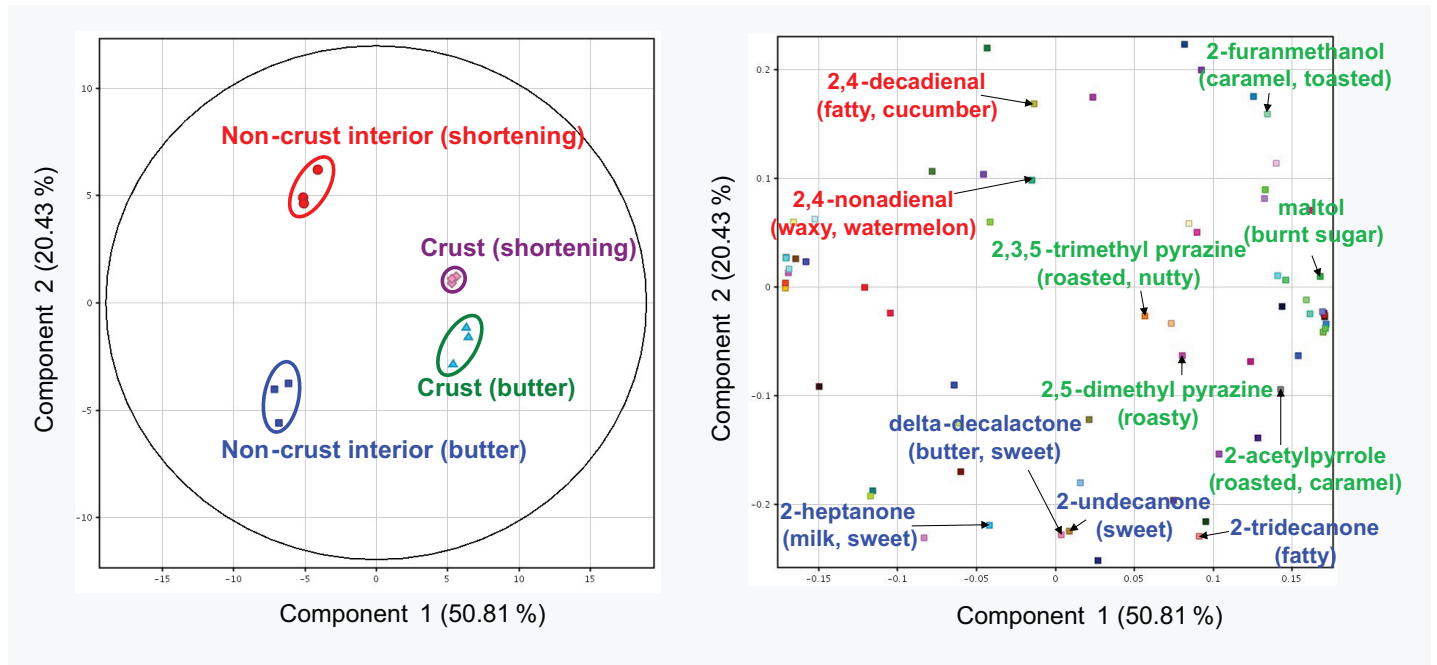 Non-crust interior (shortening)
Crust (shortening)
Crust (butter)
Non-crust interior (butter)
10
5
0
-5
-10
-15
-10
-5
0
5
10
15
Component 2 (20.43 %)
Component 1 (50.81 %)
2,4-decadienal
(fatty, cucumber)
2-furanmethanol
(caramel, toasted)
2,4-nonadienal
(waxy, watermelon)
maltol
(burnt sugar)
2,3,5-trimethyl pyrazine
(roasted, nutty)
2,5-dimethyl pyrazine
(roasty)
delta-decalactone
(butter, sweet)
2-acetylpyrrole
(roasted, caramel)
2-heptanone
(milk, sweet)
2-undecanone
(sweet)
2-tridecanone
(fatty)
0.2
0.1
0
-0.1
-0.2
-0.15
-0.1
-0.05
0
0.05
0.1
0.15
Component 2 (20.43 %)
Component 1 (50.81 %)